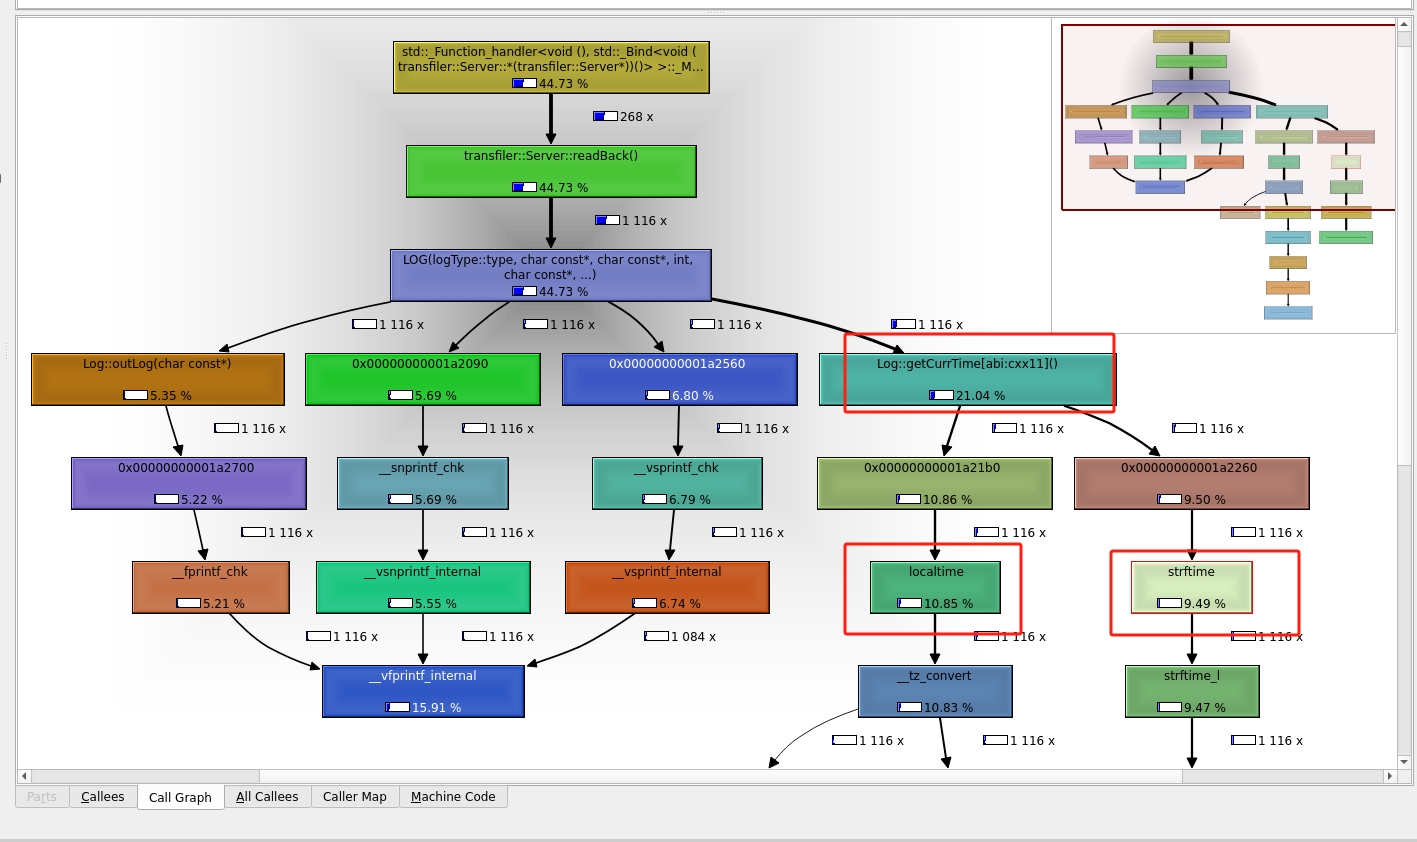 std::_Function_handler<void (), std::_Bind<void (
transfiler::Server::*(transfiler::Server*))()> >::_M...
44.73 %
268 x
transfiler::Server::readBack()
44.73 %
1 116 x
LOG(logType::type, char const*, char const*, int,
char const*, ...)
44.73 %
1 116 x
1 116 x
1 116 x
1 116 x
Log::outLog(char const*)
5.35 %
0x00000000001a2090
5.69 %
0x00000000001a2560
6.80 %
Log::getCurrTime[abi:cxx11]()
21.04 %
1 116 x
1 116 x
1 116 x
1 116 x
1 116 x
0x00000000001a2700
5.22 %
__snprintf_chk
5.69 %
__vsprintf_chk
6.79 %
0x00000000001a21b0
10.86 %
0x00000000001a2260
9.50 %
1 116 x
1 116 x
1 116 x
1 116 x
1 116 x
__fprintf_chk
5.21 %
__vsnprintf_internal
5.55 %
__vsprintf_internal
6.74 %
localtime
10.85 %
strftime
9.49 %
1 116 x
1 116 x
1 084 x
1 116 x
1 116 x
__vfprintf_internal
15.91 %
__tz_convert
10.83 %
strftime_l
9.47 %
1 116 x
1 116 x
1 116 x
Parts
Callees
Call Graph
All Callees
Caller Map
Machine Code